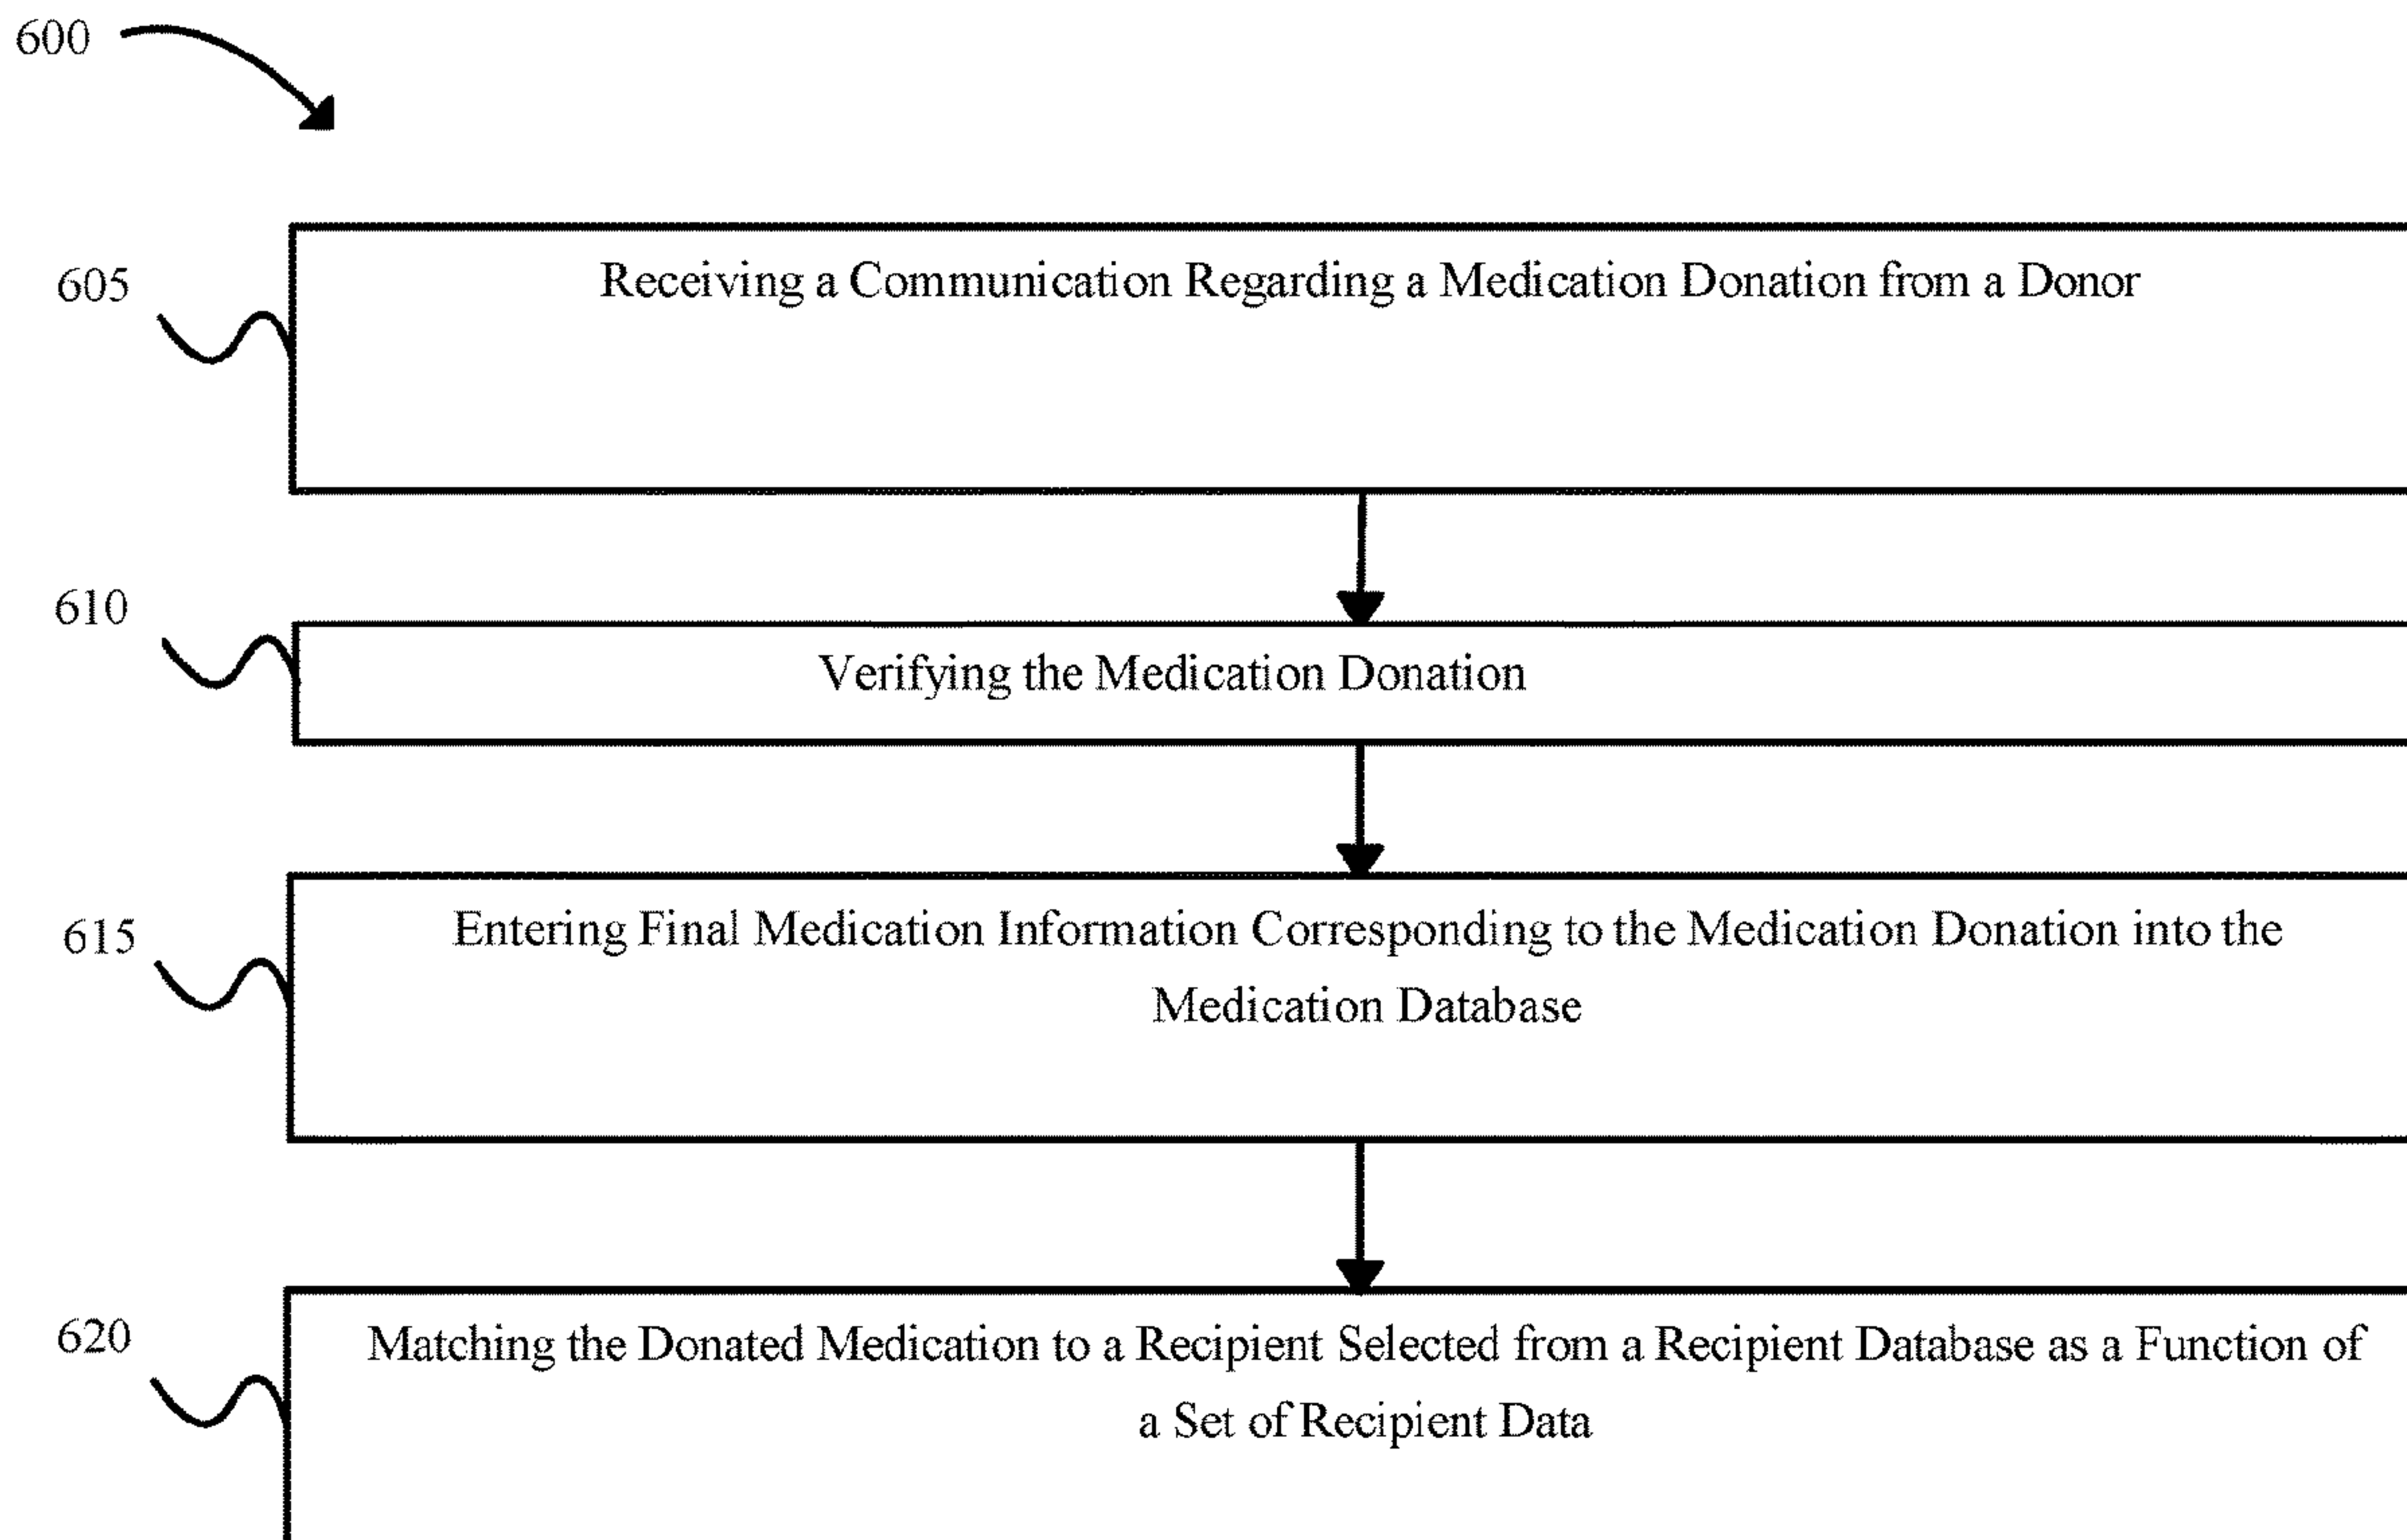 600
605
Receiving a Communication Regarding a Medication Donation from a Donor
610
Verifying the Medication Donation
615
Entering Final Medication Information Corresponding to the Medication Donation into the
Medication Database
620
Matching the Donated Medication to a Recipient Selected from a Recipient Database as a Function of
a Set of Recipient Data